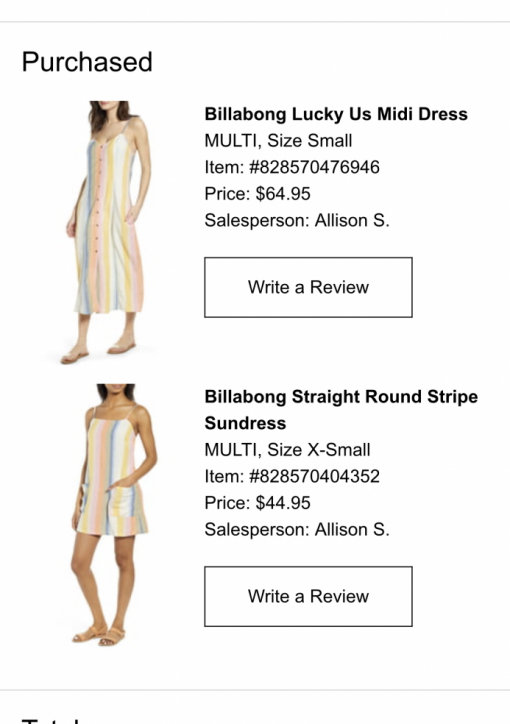 Purchased
Billabong Lucky Us Midi Dress
MULTI, Size Small
Item: #828570476946
Price: $64.95
Salesperson: Allison S.
Write a Review
Billabong Straight Round Stripe
Sundress
MULTI, Size X-Small
Item: #828570404352
Price: $44.95
Salesperson: Allison S.
Write a Review